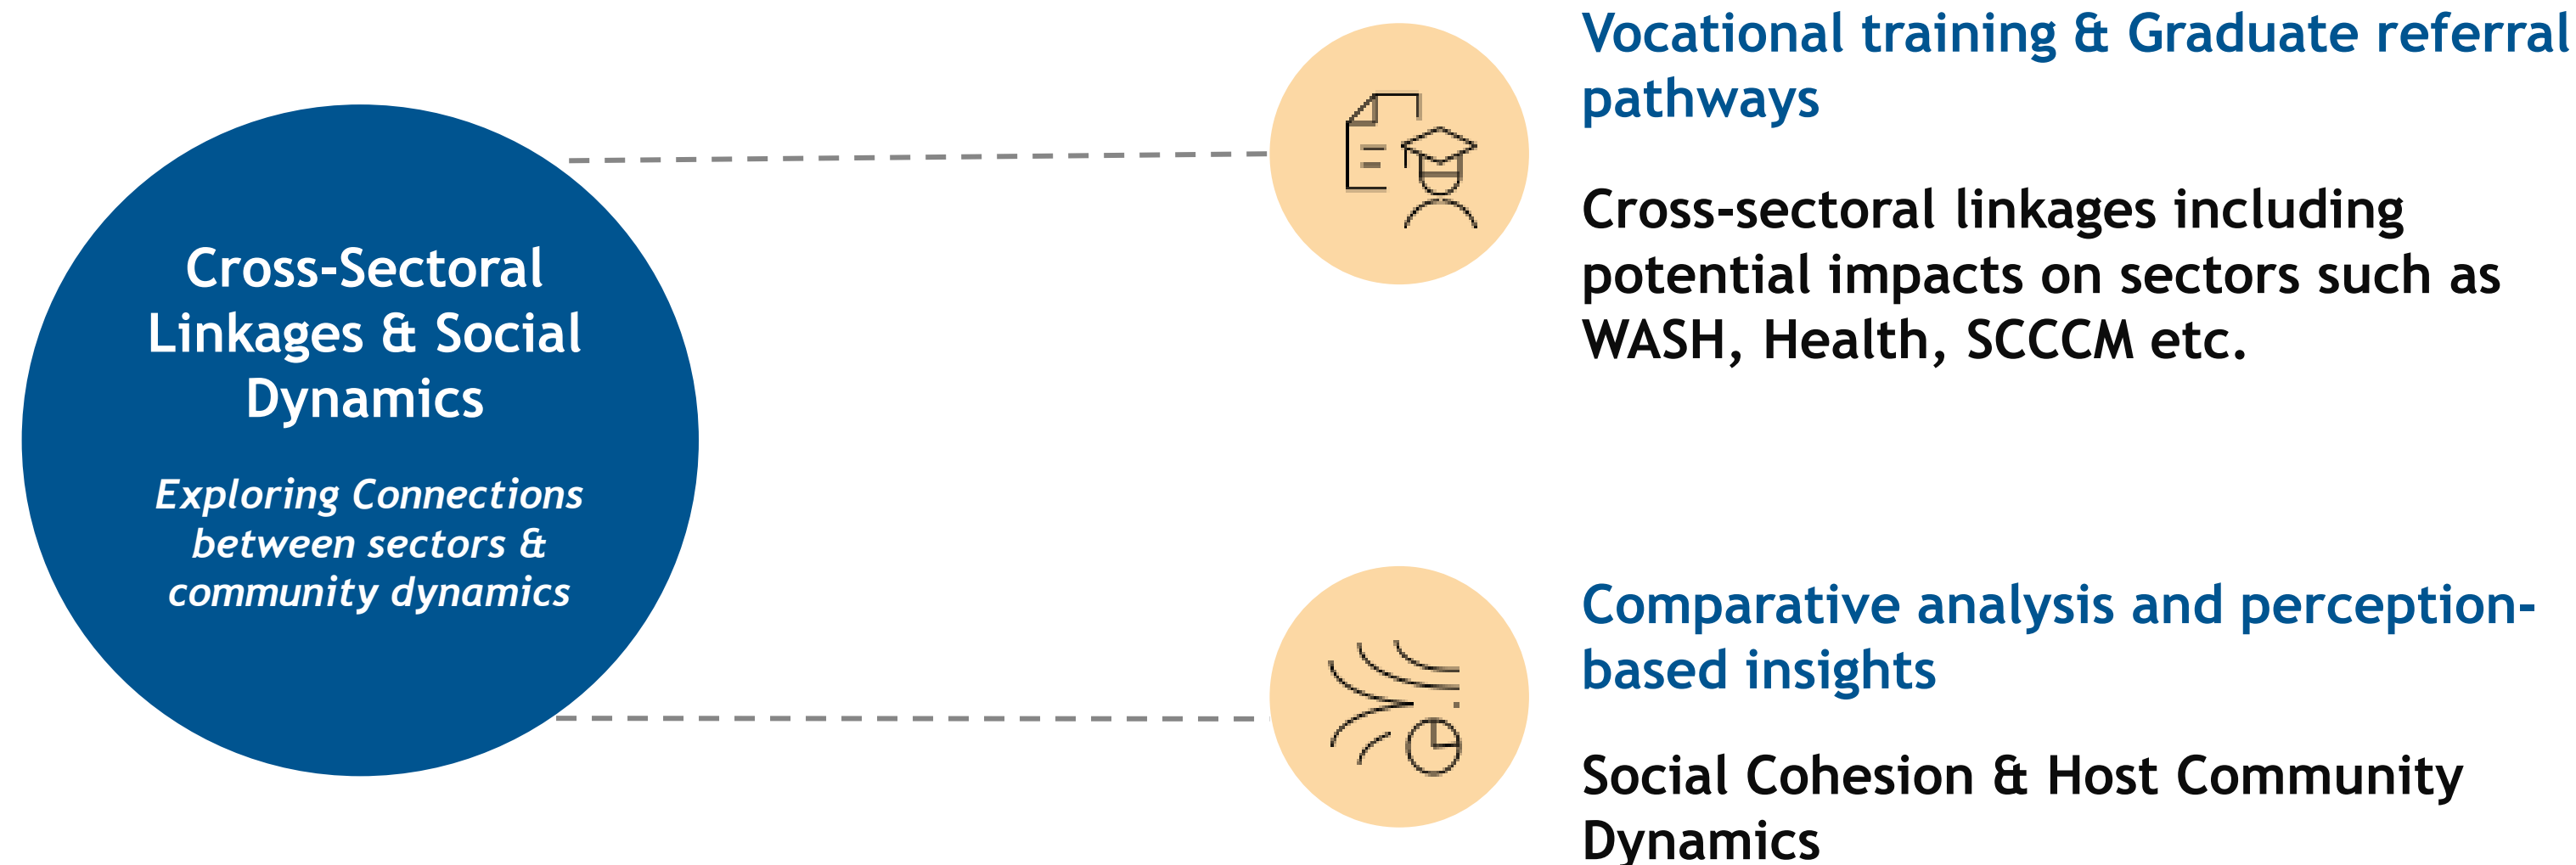 Cross-Sectoral
Linkages & Social
Dynamics
Exploring Connections
between sectors &
community dynamics
Vocational training & Graduate referral
pathways
Cross-sectoral linkages including
potential impacts on sectors such as
WASH, Health, SCCCM etc.
Comparative analysis and perception-
based insights
Social Cohesion & Host Community
Dynamics